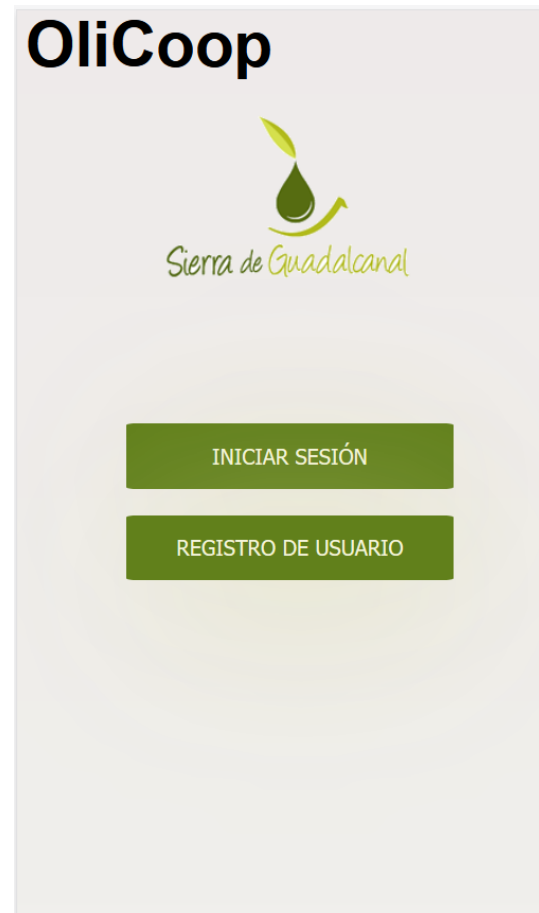 OliCoop
Sierra de Guadalcanal
INICIAR SESIÓN
REGISTRO DE USUARIO